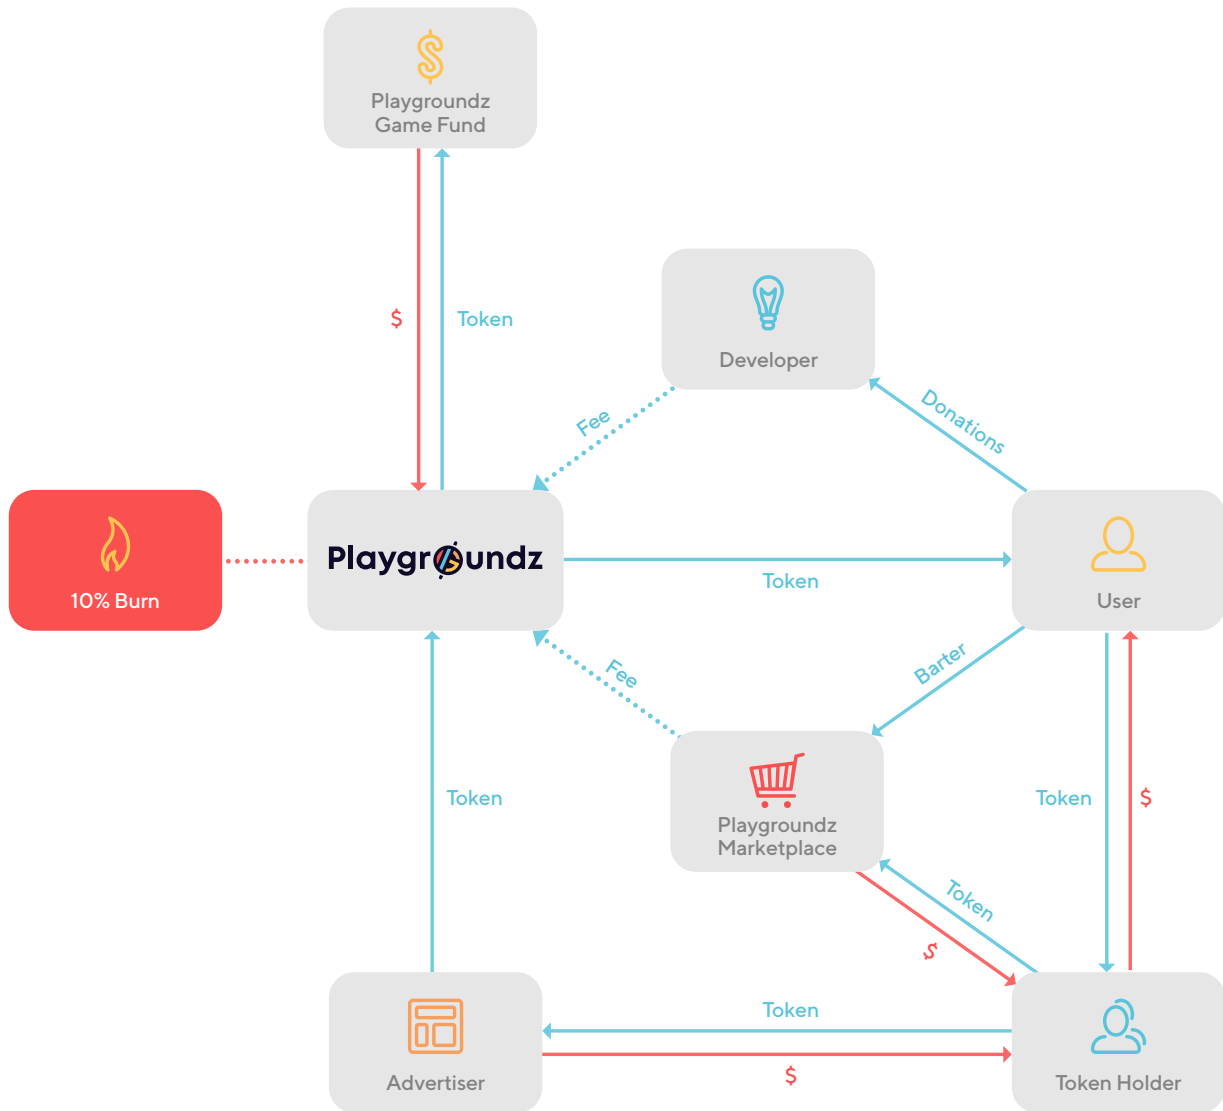 Playgroundz
Game Fund
$
Token
Developer
Fee
Donations
10% Burn
Playgroundz
Token
User
Fee
Barter
Token
Playgroundz
Marketplace
Token
$
Token
$
Token
$
Advertiser
Token Holder